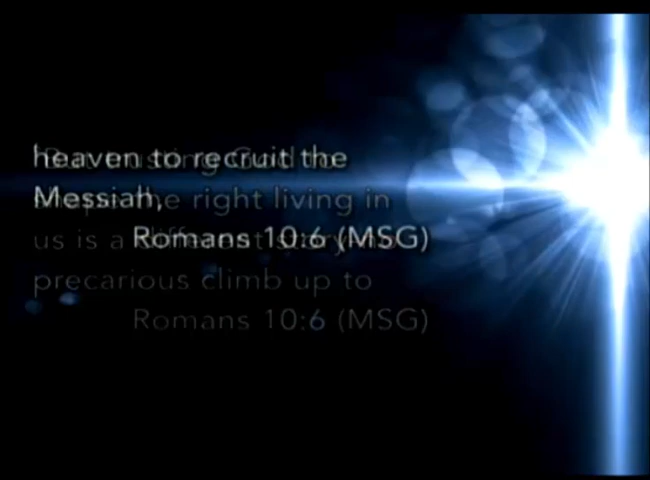 heaven to recruit the
Messiah,
Romans 10:6 (MSG)
right living in
us is a
precarious climb up to
Romans 10:6 (MSG)